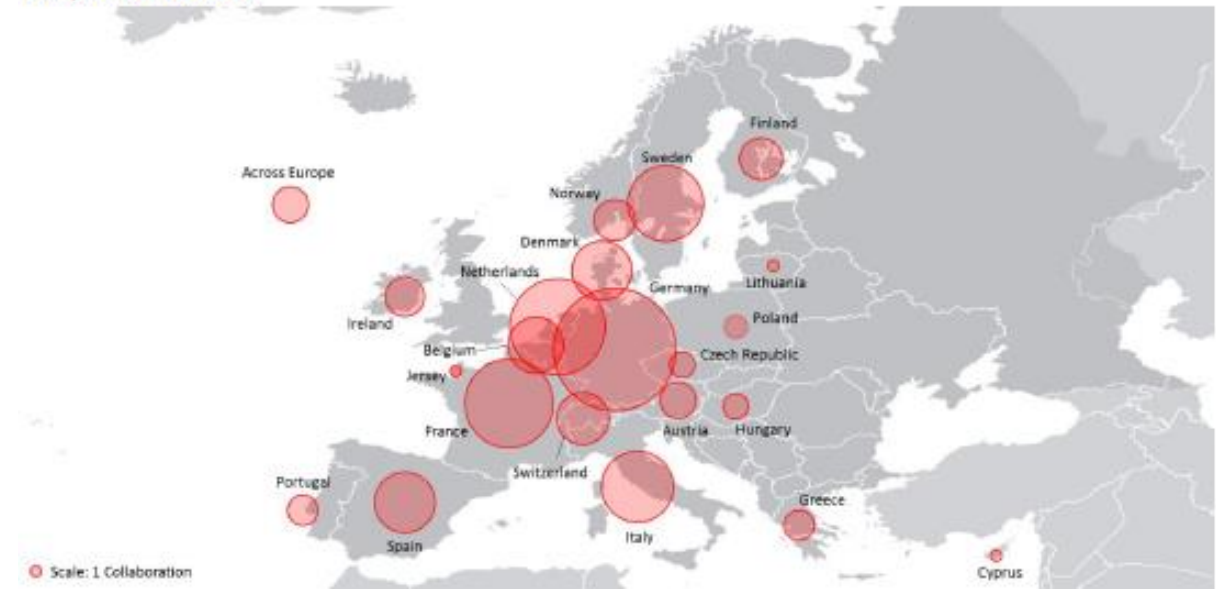 Finland
Sweden
Across Europe
Norway
Denmark
Netherlands
Germany
Lithuania
Ireland
Poland
Belgium
Czech Republic
Jersey
France
Austria
Hungary
Switzerland
Portugal
Greece
Italy
Spain
Scale: 1 Collaboration
Cyprus